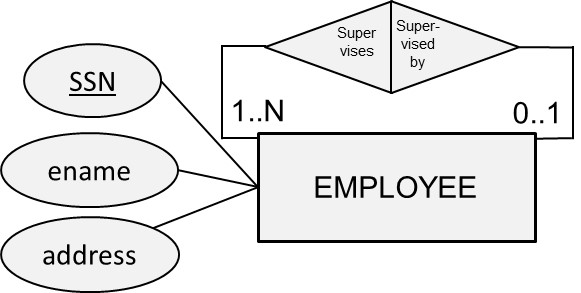 Super
vises
Super-
vised
by
SSN
1..N
0..1
ename
EMPLOYEE
address